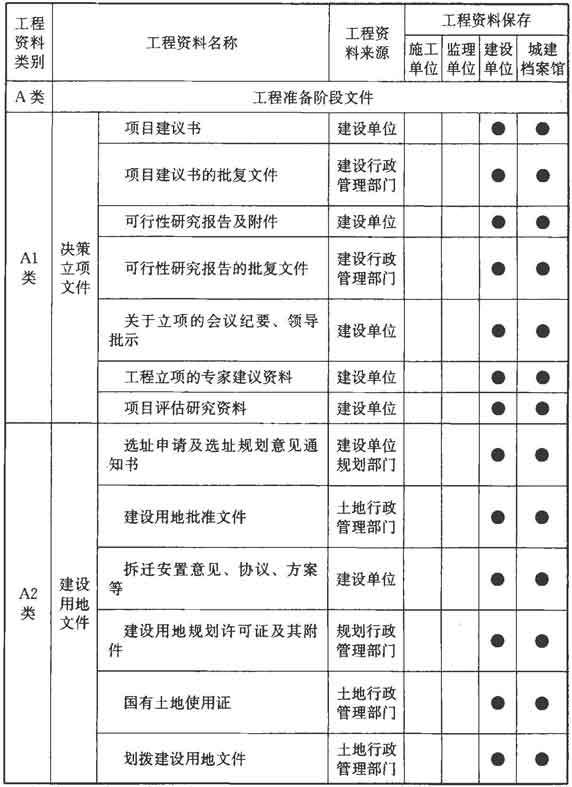 工程资料类别
工程资料名称
工程资料来源
工程资料保存
施工单位
监理单位
建设单位
城建档案馆
A 类
工程准备阶段文件
A1类
决策立项文件
项目建议书
建设单位
● ●
项目建议书的批复文件
建设行政管理部门
● ●
可行性研究报告及附件
建设单位
● ●
可行性研究报告的批复文件
建设行政管理部门
● ●
关于立项的会议纪要、领导
批示
建设单位
● ●
工程立项的专家建议资料
建设单位
● ●
项目评估研究资料
建设单位
● ●
A2类
建设用地文件
选址申请及选址规划意见通
知书
建设单位
规划部门
● ●
建设用地批准文件
土地行政管理部门
● ●
拆迁安置意见、协议、方案
等
建设单位
● ●
建设用地规划许可证及其附
件
规划行政管理部门
● ●
国有土地使用证
土地行政管理部门
● ●
划拨建设用地文件
土地行政管理部门
● ●